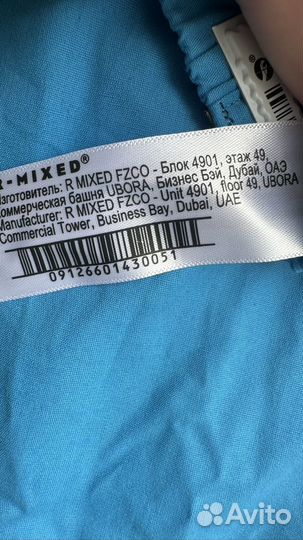 R-MIXED®
Изготовитель: R MIXED FZCO - Блок 4901, этаж 49,
Коммерческая башня UBORA, Бизнес Бэй, Дубай, ОАЭ
Manufacturer: R MIXED FZCO - Unit 4901, floor 49, UBORA
Commercial Tower, Business Bay, Dubai, UAE
09126601430051
Avito